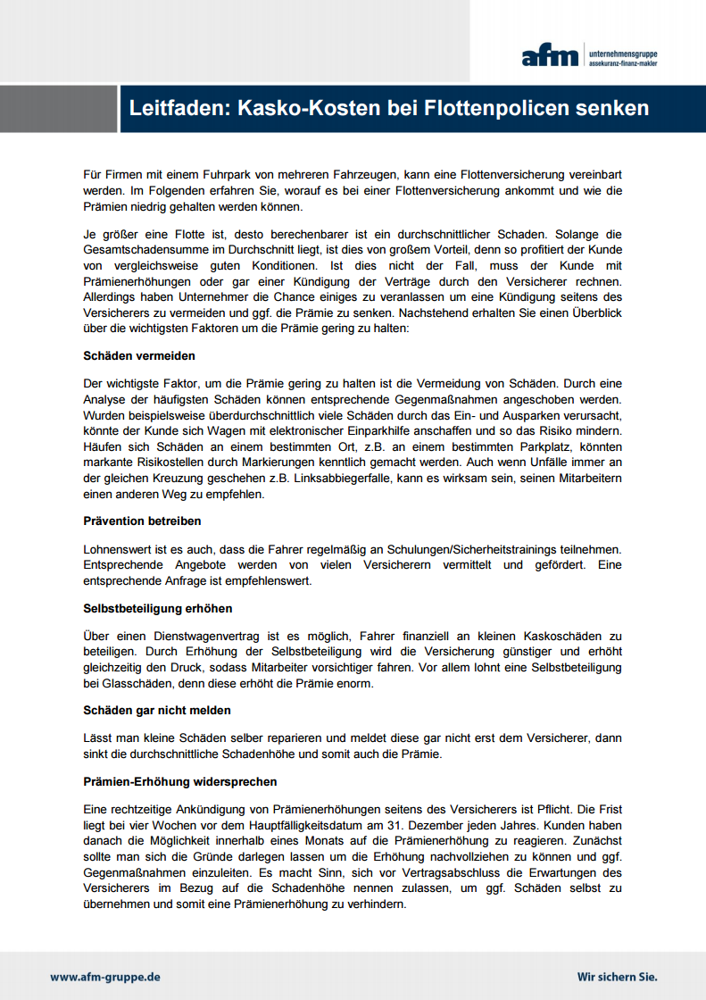 afm
unternehmensgruppe
assekuranz-finanz-makler
Leitfaden: Kasko-Kosten bei Flottenpolicen senken
Für Firmen mit einem Fuhrpark von mehreren Fahrzeugen, kann eine Flottenversicherung vereinbart
werden. Im Folgenden erfahren Sie, worauf es bei einer Flottenversicherung ankommt und wie die
Prämien niedrig gehalten werden können.
Je größer eine Flotte ist, desto berechenbarer ist ein durchschnittlicher Schaden. Solange die
Gesamtschadensumme im Durchschnitt liegt, ist dies von großem Vorteil, denn so profitiert der Kunde
von vergleichsweise guten Konditionen. Ist dies nicht der Fall, muss der Kunde mit
Prämienerhöhungen oder gar einer Kündigung der Verträge durch den Versicherer rechnen.
Allerdings haben Unternehmer die Chance einiges zu veranlassen um eine Kündigung seitens des
Versicherers zu vermeiden und ggf. die Prämie zu senken. Nachstehend erhalten Sie einen Überblick
über die wichtigsten Faktoren um die Prämie gering zu halten:
Schäden vermeiden
Der wichtigste Faktor, um die Prämie gering zu halten ist die Vermeidung von Schäden. Durch eine
Analyse der häufigsten Schäden können entsprechende Gegenmaßnahmen angeschoben werden.
Wurden beispielsweise überdurchschnittlich viele Schäden durch das Ein- und Ausparken verursacht,
könnte der Kunde sich Wagen mit elektronischer Einparkhilfe anschaffen und so das Risiko mindern.
Häufen sich Schäden an einem bestimmten Ort, z.B. an einem bestimmten Parkplatz, könnten
markante Risikostellen durch Markierungen kenntlich gemacht werden. Auch wenn Unfälle immer an
der gleichen Kreuzung geschehen z.B. Linksabbiegerfalle, kann es wirksam sein, seinen Mitarbeitern
einen anderen Weg zu empfehlen.
Prävention betreiben
Lohnenswert ist es auch, dass die Fahrer regelmäßig an Schulungen/Sicherheitstrainings teilnehmen.
Entsprechende Angebote werden von vielen Versicherern vermittelt und gefördert. Eine
entsprechende Anfrage ist empfehlenswert.
Selbstbeteiligung erhöhen
Über einen Dienstwagenvertrag ist es möglich, Fahrer finanziell an kleinen Kaskoschäden zu
beteiligen. Durch Erhöhung der Selbstbeteiligung wird die Versicherung günstiger und erhöht
gleichzeitig den Druck, sodass Mitarbeiter vorsichtiger fahren. Vor allem lohnt eine Selbstbeteiligung
bei Glasschäden, denn diese erhöht die Prämie enorm.
Schäden gar nicht melden
Lässt man kleine Schäden selber reparieren und meldet diese gar nicht erst dem Versicherer, dann
sinkt die durchschnittliche Schadenhöhe und somit auch die Prämie.
Prämien-Erhöhung widersprechen
Eine rechtzeitige Ankündigung von Prämienerhöhungen seitens des Versicherers ist Pflicht. Die Frist
liegt bei vier Wochen vor dem Hauptfälligkeitsdatum am 31. Dezember jeden Jahres. Kunden haben
danach die Möglichkeit innerhalb eines Monats auf die Prämienerhöhung zu reagieren. Zunächst
sollte man sich die Gründe darlegen lassen um die Erhöhung nachvollziehen zu können und ggf.
Gegenmaßnahmen einzuleiten. Es macht Sinn, sich vor Vertragsabschluss die Erwartungen des
Versicherers im Bezug auf die Schadenhöhe nennen zulassen, um ggf. Schäden selbst zu
übernehmen und somit eine Prämienerhöhung zu verhindern.
www.afm-gruppe.de
Wir sichern Sie.